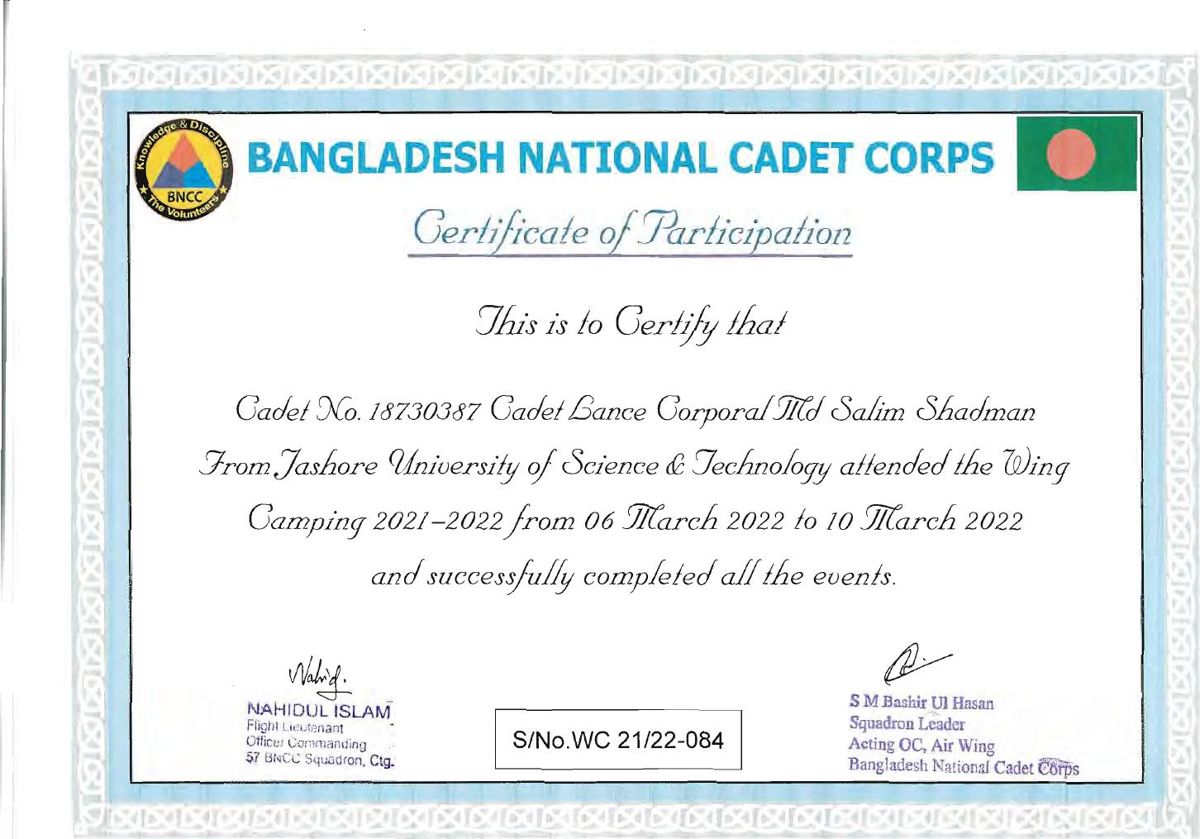 Knowledge & Discipline
BNCC
The Volunteers
BANGLADESH NATIONAL CADET CORPS
Certificate of Participation
This is to Certify that
Cadet No. 18730387 Cadet Lance Corporal Md Salim Shadman
From Jashore University of Science & Technology attended the Wing
Camping 2021-2022 from 06 March 2022 to 10 March 2022
and successfully completed all the events.
Nahid.
NAHIDUL ISLAM
Flight Lieutenant
Officer Commanding
57 BNCC Squadron, Ctg.
S/No.WC 21/22-084
S M Bashir Ul Hasan
Squadron Leader
Acting OC, Air Wing
Bangladesh National Cadet Corps